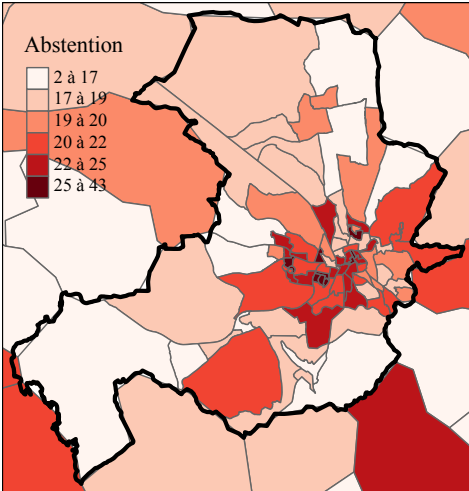 Abstention
2 à 17
17 à 19
19 à 20
20 à 22
22 à 25
25 à 43